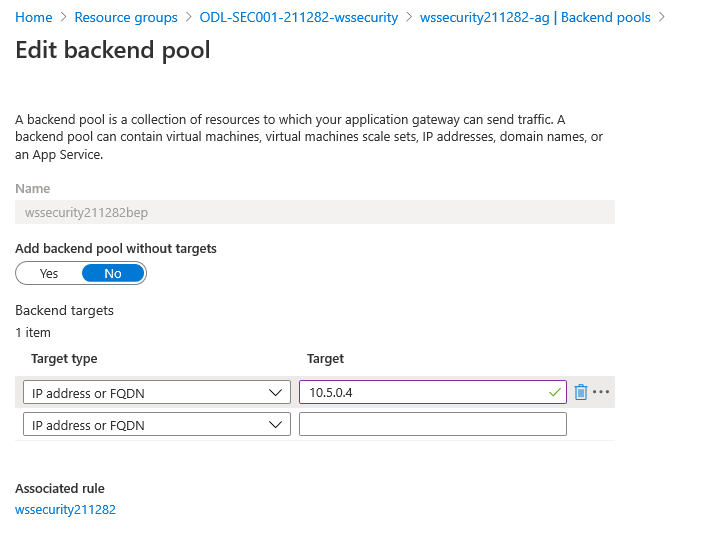 Home > Resource groups > ODL-SEC001-211282-wssecurity > wssecurity211282-ag | Backend pools >
Edit backend pool
A backend pool is a collection of resources to which your application gateway can send traffic. A
backend pool can contain virtual machines, virtual machines scale sets, IP addresses, domain names, or
an App Service.
Name
wssecurity211282bep
Add backend pool without targets
Yes No
Backend targets
1 item
Target type Target
IP address or FQDN 10.5.0.4
IP address or FQDN
Associated rule
wssecurity211282